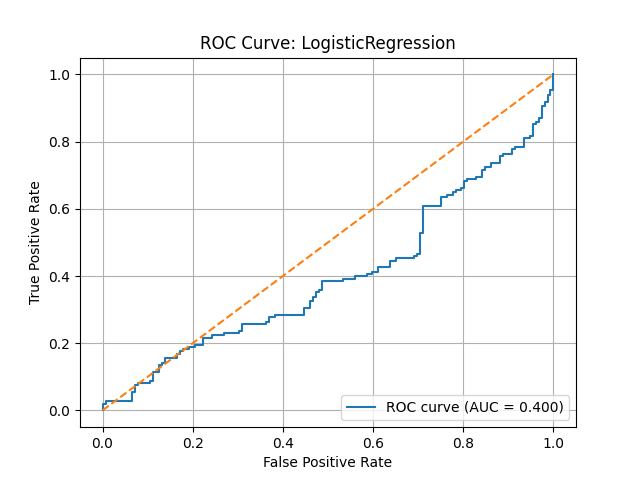 ROC Curve: LogisticRegression
True Positive Rate
1.0
0.8
0.6
0.4
0.2
0.0
ROC curve (AUC = 0.400)
0.0 0.2 0.4 0.6 0.8 1.0
False Positive Rate